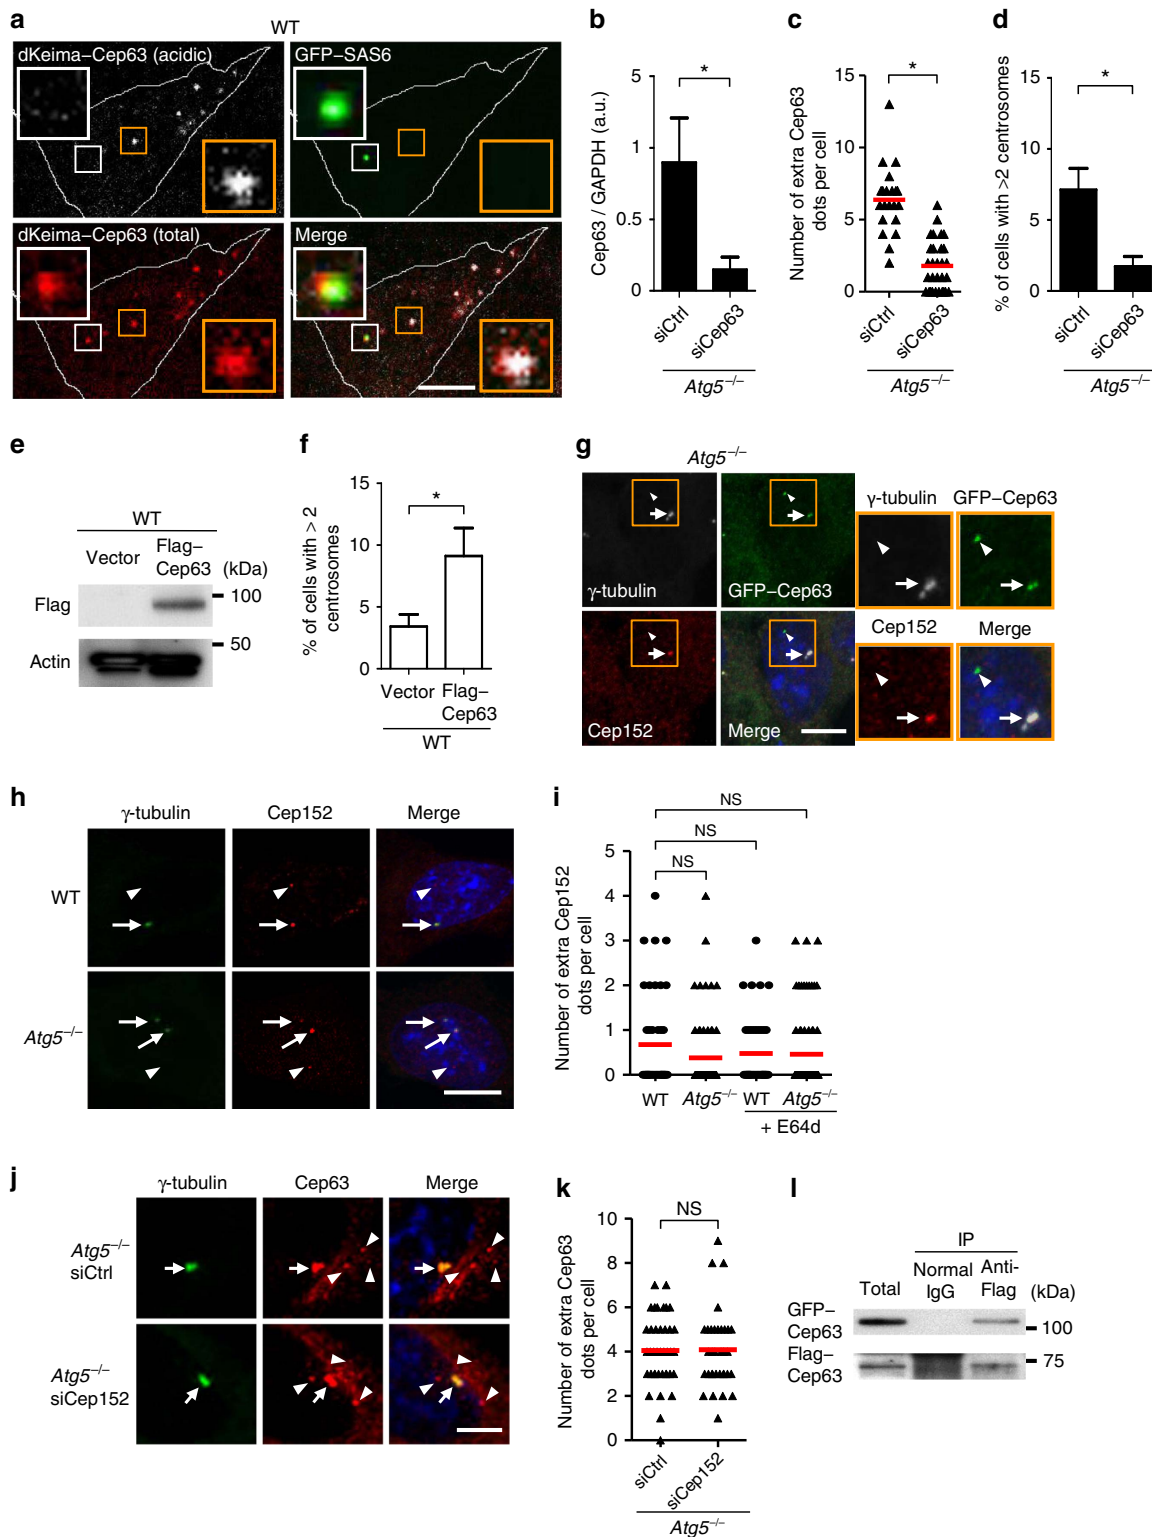 a
WT
dKeima–Cep63 (acidic)
GFP–SAS6
dKeima–Cep63 (total)
Merge
b
Cep63 / GAPDH (a.u.)
5
1
0.5
0
*
siCtrl
siCep63
Atg5–/–
c
Number of extra Cep63
dots per cell
15
10
5
0
*
siCtrl
siCep63
Atg5–/–
d
% of cells with >2 centrosomes
15
10
5
0
*
siCtrl
siCep63
Atg5–/–
e
WT
Vector
Flag–
Cep63
(kDa)
Flag
100
50
Actin
f
% of cells with > 2
centrosomes
15
10
5
0
*
Vector
Flag–
Cep63
WT
g
Atg5–/–
γ-tubulin
GFP–Cep63
Cep152
Merge
γ-tubulin
GFP–Cep63
Cep152
Merge
h
γ-tubulin
Cep152
Merge
WT
Atg5–/–
i
Number of extra Cep152
dots per cell
5
4
3
2
1
0
NS
NS
NS
WT
Atg5–/–
WT
Atg5–/–
+ E64d
j
γ-tubulin
Cep63
Merge
Atg5–/–
siCtrl
Atg5–/–
siCep152
k
Number of extra Cep63
dots per cell
10
8
6
4
2
0
NS
siCtrl
siCep152
Atg5–/–
l
IP
Total
Normal
IgG
Anti-
Flag
(kDa)
GFP–
Cep63
100
Flag–
Cep63
75